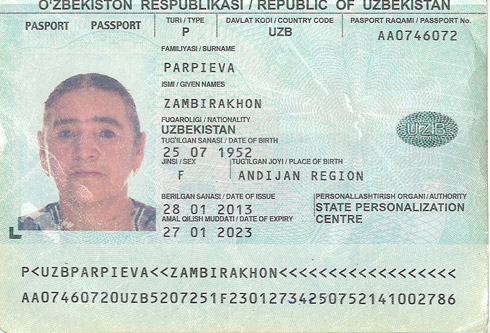 O'ZBEKISTON RESPUBLIKASI / REPUBLIC OF UZBEKISTAN
PASPORT PASSPORT
TURI / TYPE DAVLAT KODI / COUNTRY CODE PASPORT RAQAMI / PASSPORT No.
P UZB AA0746072
FAMILIYASI / SURNAME
PARPIEVA
ISMI / GIVEN NAMES
ZAMBIRAKHON
FUQAROLIGI / NATIONALITY
UZBEKISTAN
TUG'ILGAN SANASI / DATE OF BIRTH
25 07 1952
JINSI / SEX TUG'ILGAN JOYI / PLACE OF BIRTH
F ANDIJAN REGION
BERILGAN SANASI / DATE OF ISSUE PERSONALLASHTIRISH ORGANI / AUTHORITY
28 01 2013 STATE PERSONALIZATION
AMAL QILISH MUDDATI / DATE OF EXPIRY CENTRE
27 01 2023
UZB
P<UZBPARPIEVA<<ZAMBIRAKHON<<<<<<<<<<<<<<<<<<
AA07460720UZB5207251F23012734250752141002786